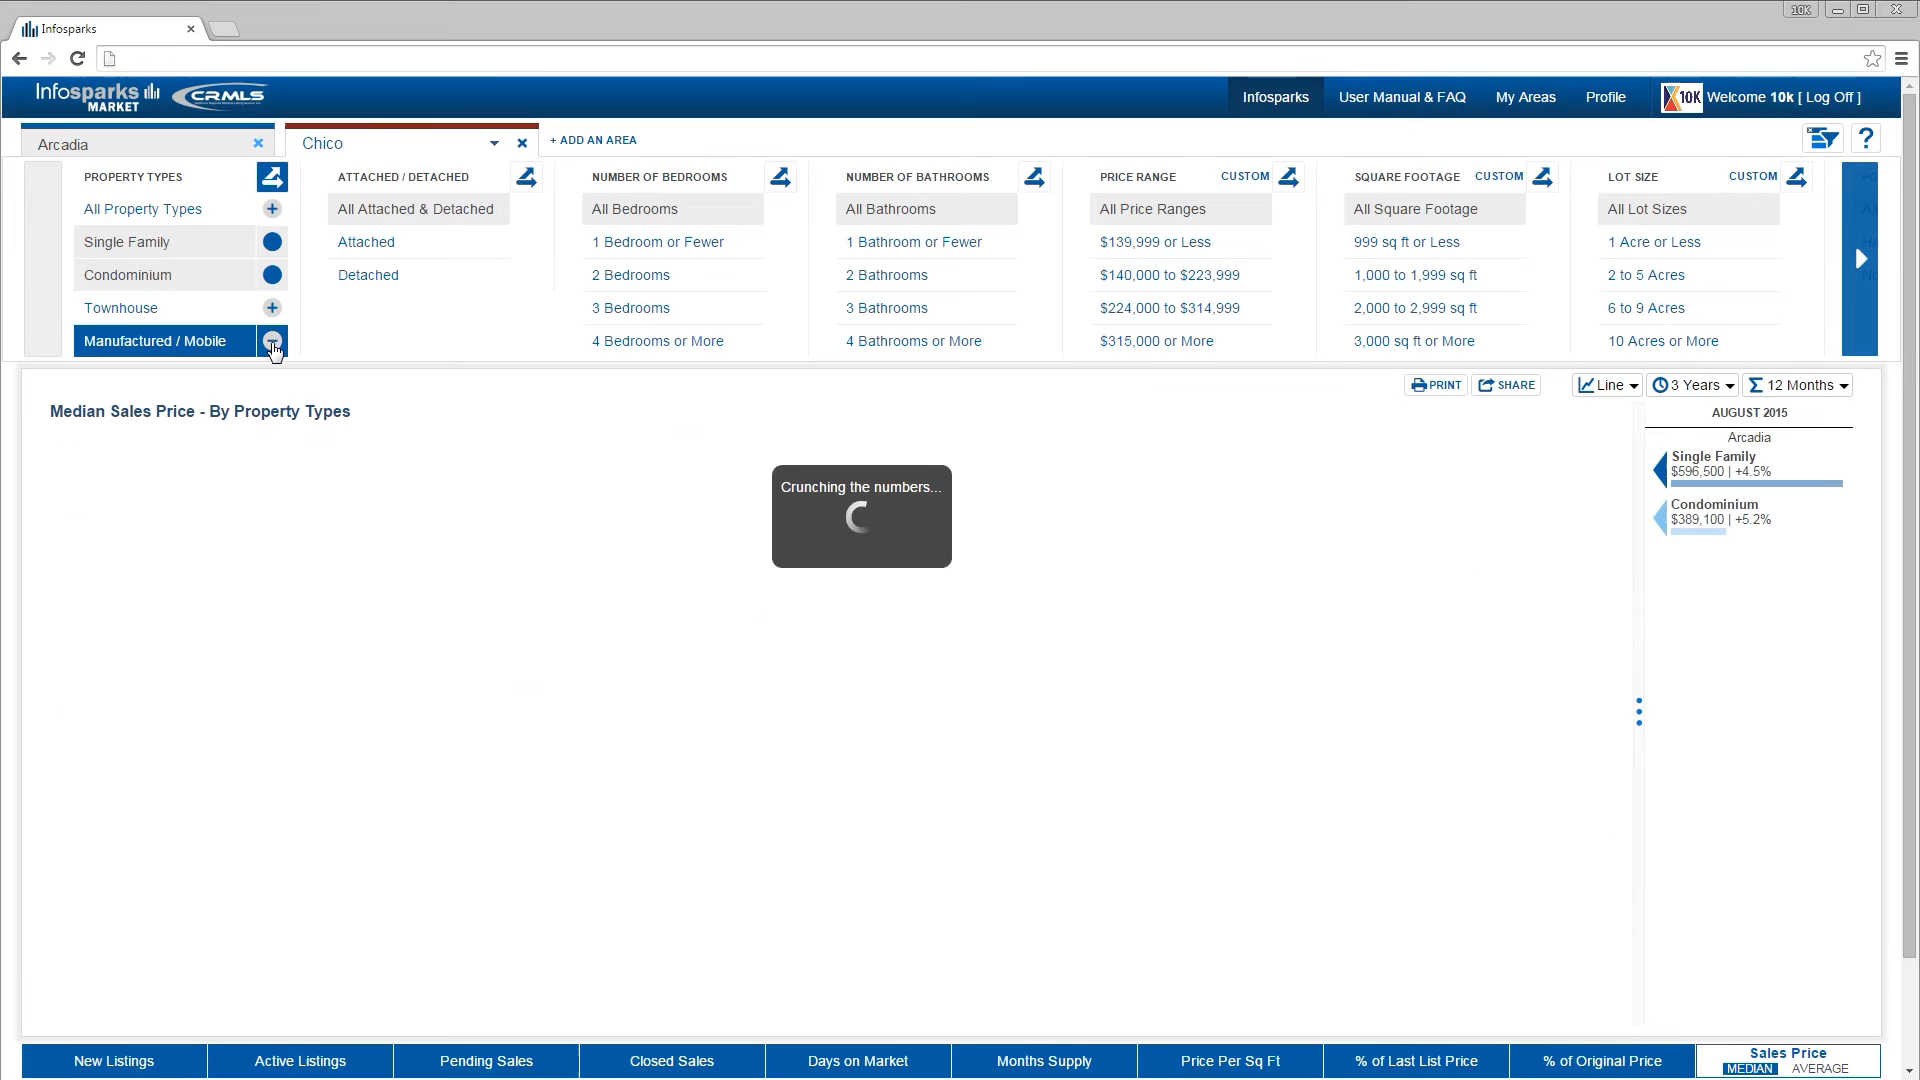 10K
Infosparks
Infosparks
MARKET
CRMLS
Infosparks
User Manual & FAQ
My Areas
Profile
X10K
Welcome 10k [ Log Off ]
Arcadia
Chico
+ ADD AN AREA
?
PROPERTY TYPES
All Property Types
Single Family
Condominium
Townhouse
Manufactured / Mobile
ATTACHED / DETACHED
All Attached & Detached
Attached
Detached
NUMBER OF BEDROOMS
All Bedrooms
1 Bedroom or Fewer
2 Bedrooms
3 Bedrooms
4 Bedrooms or More
NUMBER OF BATHROOMS
All Bathrooms
1 Bathroom or Fewer
2 Bathrooms
3 Bathrooms
4 Bathrooms or More
PRICE RANGE CUSTOM
All Price Ranges
$139,999 or Less
$140,000 to $223,999
$224,000 to $314,999
$315,000 or More
SQUARE FOOTAGE CUSTOM
All Square Footage
999 sq ft or Less
1,000 to 1,999 sq ft
2,000 to 2,999 sq ft
3,000 sq ft or More
LOT SIZE CUSTOM
All Lot Sizes
1 Acre or Less
2 to 5 Acres
6 to 9 Acres
10 Acres or More
PRINT
SHARE
Line
3 Years
12 Months
Median Sales Price - By Property Types
Crunching the numbers...
AUGUST 2015
Arcadia
Single Family
$596,500 | +4.5%
Condominium
$389,100 | +5.2%
New Listings
Active Listings
Pending Sales
Closed Sales
Days on Market
Months Supply
Price Per Sq Ft
% of Last List Price
% of Original Price
Sales Price
MEDIAN AVERAGE